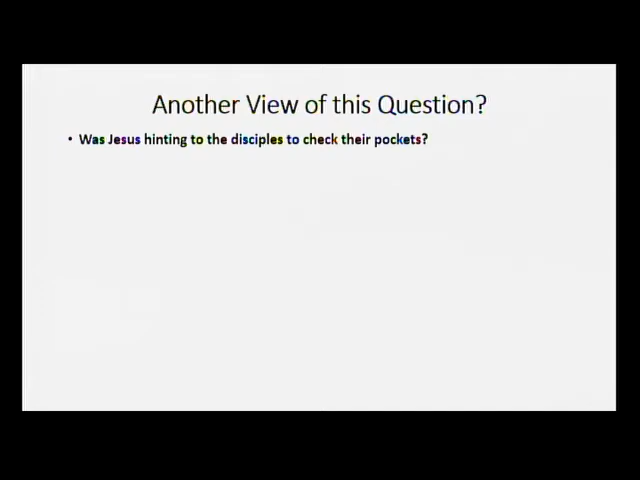 Another View of this Question?
• Was Jesus hinting to the disciples to check their pockets?